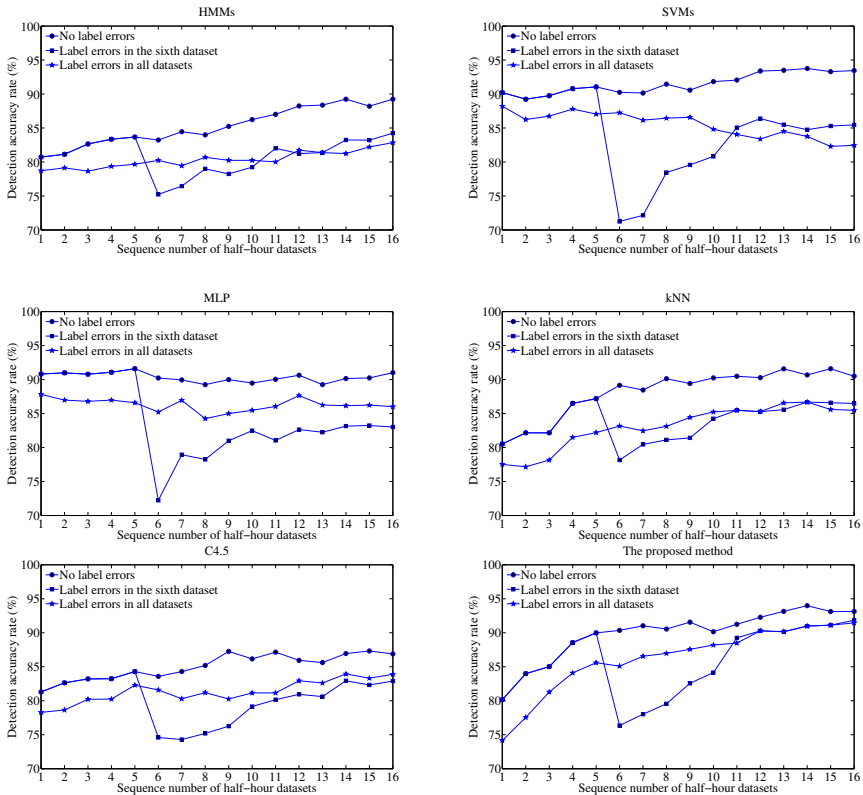 HMMs
100
95
90
85
80
75
70
Detection accuracy rate (%)
No label errors
Label errors in the sixth dataset
Label errors in all datasets
1 2 3 4 5 6 7 8 9 10 11 12 13 14 15 16
Sequence number of half-hour datasets
SVMs
100
95
90
85
80
75
70
Detection accuracy rate (%)
No label errors
Label errors in the sixth dataset
Label errors in all datasets
1 2 3 4 5 6 7 8 9 10 11 12 13 14 15 16
Sequence number of half-hour datasets
MLP
100
95
90
85
80
75
70
Detection accuracy rate (%)
No label errors
Label errors in the sixth dataset
Label errors in all datasets
1 2 3 4 5 6 7 8 9 10 11 12 13 14 15 16
Sequence number of half-hour datasets
kNN
100
95
90
85
80
75
70
Detection accuracy rate (%)
No label errors
Label errors in the sixth dataset
Label errors in all datasets
1 2 3 4 5 6 7 8 9 10 11 12 13 14 15 16
Sequence number of half-hour datasets
C4.5
100
95
90
85
80
75
70
Detection accuracy rate (%)
No label errors
Label errors in the sixth dataset
Label errors in all datasets
1 2 3 4 5 6 7 8 9 10 11 12 13 14 15 16
Sequence number of half-hour datasets
The proposed method
100
95
90
85
80
75
70
Detection accuracy rate (%)
No label errors
Label errors in the sixth dataset
Label errors in all datasets
1 2 3 4 5 6 7 8 9 10 11 12 13 14 15 16
Sequence number of half-hour datasets